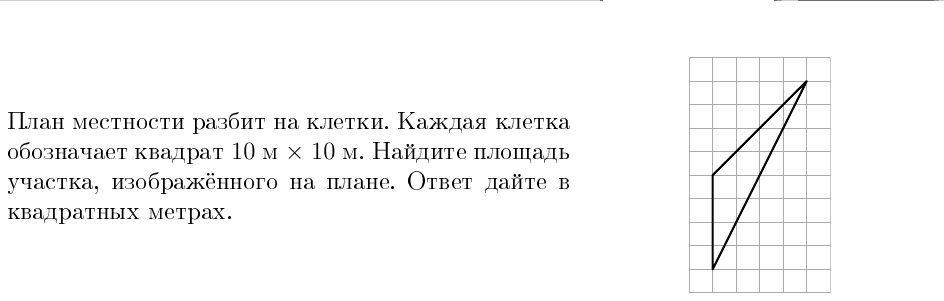 План местности разбит на клетки. Каждая клетка
обозначает квадрат 10 м × 10 м. Найдите площадь
участка, изображённого на плане. Ответ дайте в
квадратных метрах.